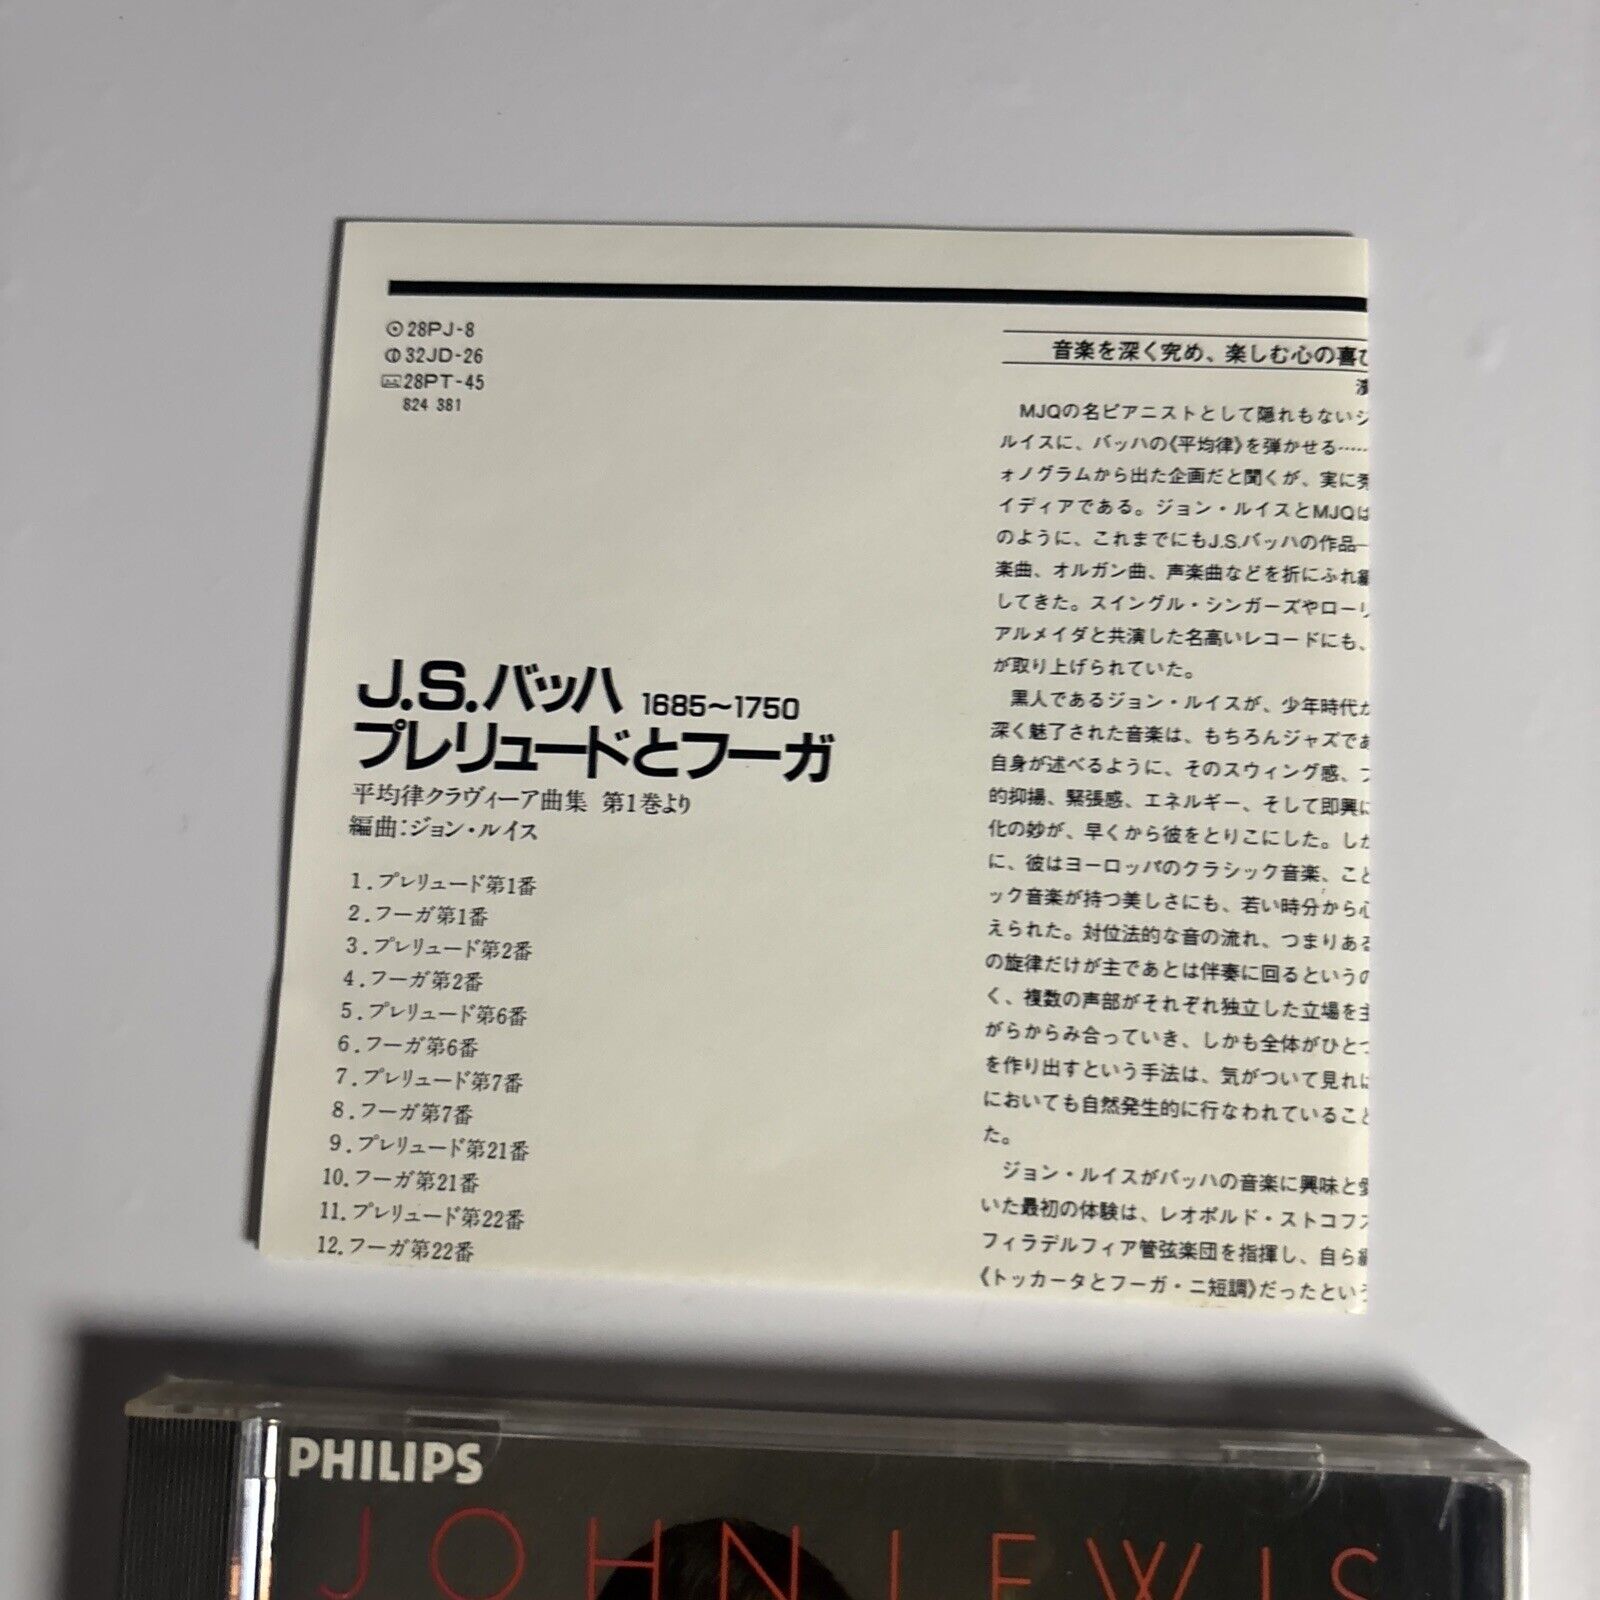 28PJ-8
32JD-26
28PT-45
824 381
J.S.バッハ 1685~1750
プレリュードとフーガ
平均律クラヴィーア曲集 第1巻より
編曲:ジョン・ルイス
1.プレリュード第1番
2.フーガ第1番
3.プレリュード第2番
4.フーガ第2番
5.プレリュード第6番
6.フーガ第6番
7.プレリュード第7番
8.フーガ第7番
9.プレリュード第21番
10.フーガ第21番
11.プレリュード第22番
12.フーガ第22番
音楽を深く究め、楽しむ心の喜び
MJQの名ピアニストとして隠れもないジ
ルイスに、バッハの《平均律》を弾かせる……
ォノグラムから出た企画だと聞くが、実に秀
イディアである。ジョン・ルイスとMJQは
のように、これまでにもJ.S.バッハの作品—
楽曲、オルガン曲、声楽曲などを折にふれ編
してきた。スイングル・シンガーズやローリ
アルメイダと共演した名高いレコードにも、
が取り上げられていた。
黒人であるジョン・ルイスが、少年時代か
深く魅了された音楽は、もちろんジャズであ
自身が述べるように、そのスウィング感、フ
的抑揚、緊張感、エネルギー、そして即興に
化の妙が、早くから彼をとりこにした。しか
に、彼はヨーロッパのクラシック音楽、こと
ック音楽が持つ美しさにも、若い時分から心
えられた。対位法的な音の流れ、つまりある
の旋律だけが主であとは伴奏に回るというの
く、複数の声部がそれぞれ独立した立場を主
がらからみ合っていき、しかも全体がひとつ
を作り出すという手法は、気がついて見れば
においても自然発生的に行なわれていること
た。
ジョン・ルイスがバッハの音楽に興味と愛
いた最初の体験は、レオポルド・ストコフス
フィラデルフィア管弦楽団を指揮し、自ら編
《トッカータとフーガ・ニ短調》だったという
PHILIPS
JOHN LEWIS